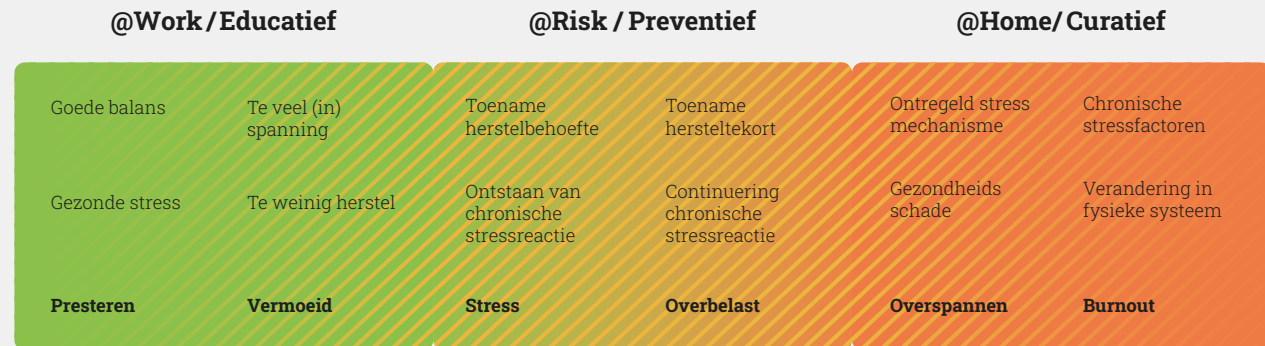 @Work/Educatief
@Risk / Preventief
@Home/ Curatief
Goede balans
Te veel (in)
spanning
Toename
herstelbehoefte
Toename
hersteltekort
Ontregeld stress
mechanisme
Chronische
stressfactoren
Gezonde stress
Te weinig herstel
Ontstaan van
chronische
stressreactie
Continuering
chronische
stressreactie
Gezondheids
schade
Verandering in
fysieke systeem
Presteren
Vermoeid
Stress
Overbelast
Overspannen
Burnout